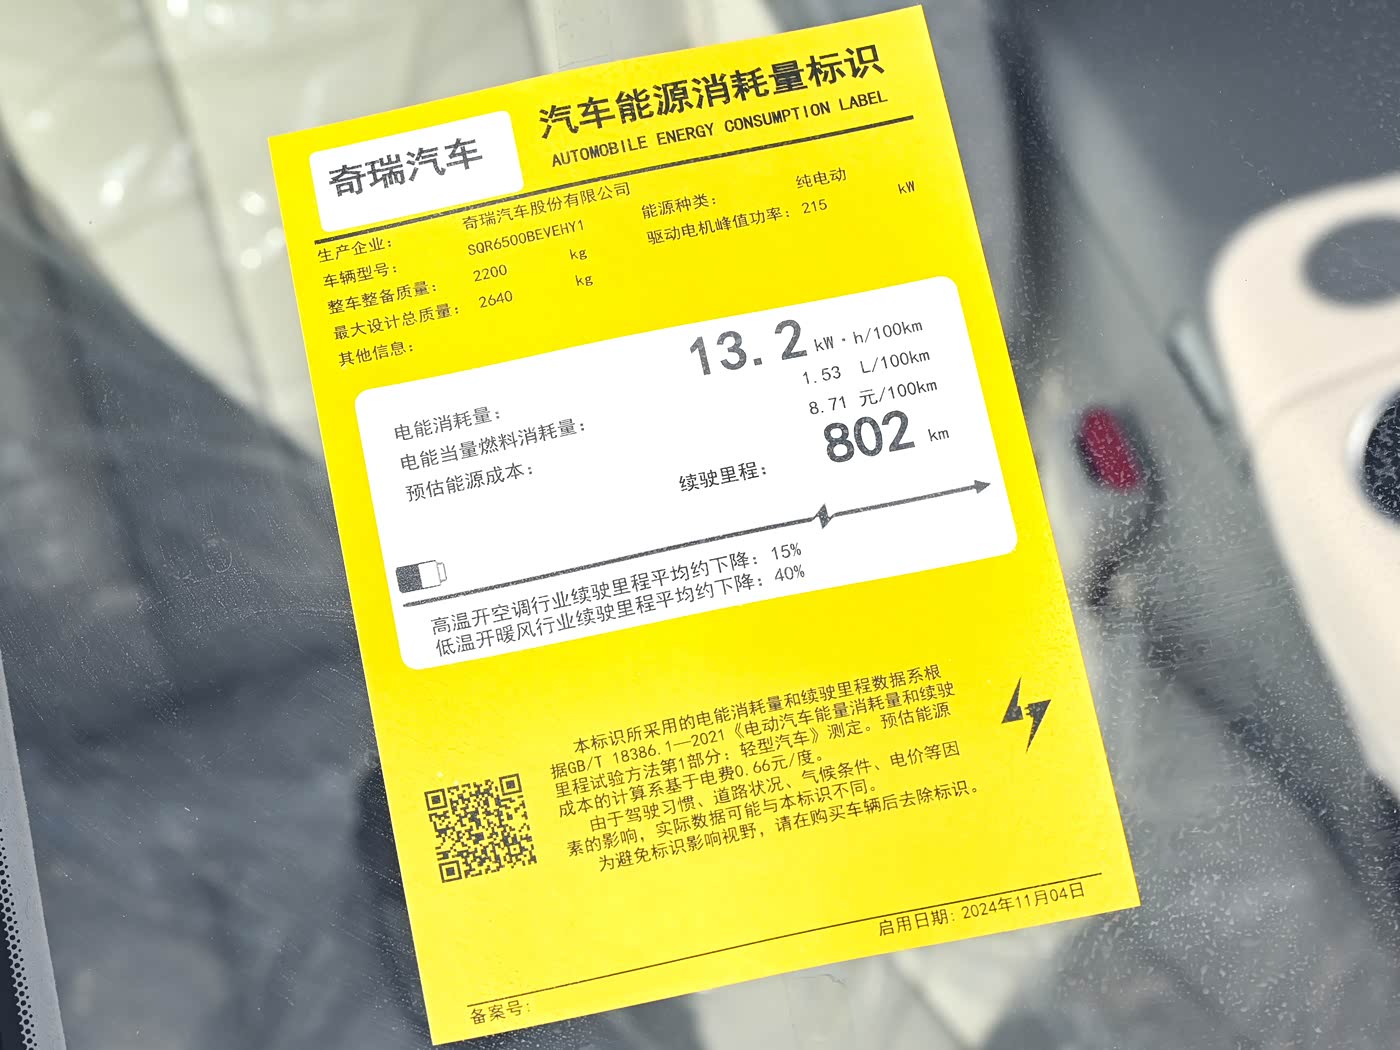 奇瑞汽车
汽车能源消耗量标识
AUTOMOBILE ENERGY CONSUMPTION LABEL
生产企业: 奇瑞汽车股份有限公司
能源种类: 纯电动
车辆型号: SQR6500BEVEHY1
驱动电机峰值功率: 215 kW
整车整备质量: 2200 kg
最大设计总质量: 2640 kg
其他信息:
电能消耗量: 13.2 kW·h/100km
电能当量燃料消耗量: 1.53 L/100km
预估能源成本: 8.71 元/100km
续驶里程: 802 km
高温开空调行业续驶里程平均约下降: 15%
低温开暖风行业续驶里程平均约下降: 40%
本标识所采用的电能消耗量和续驶里程数据系根
据GB/T 18386.1—2021《电动汽车能量消耗量和续驶
里程试验方法第1部分: 轻型汽车》测定。预估能源
成本的计算系基于电费0.66元/度。
由于驾驶习惯、道路状况、气候条件、电价等因
素的影响, 实际数据可能与本标识不同。
为避免标识影响视野, 请在购买车辆后去除标识。
启用日期: 2024年11月04日
备案号: